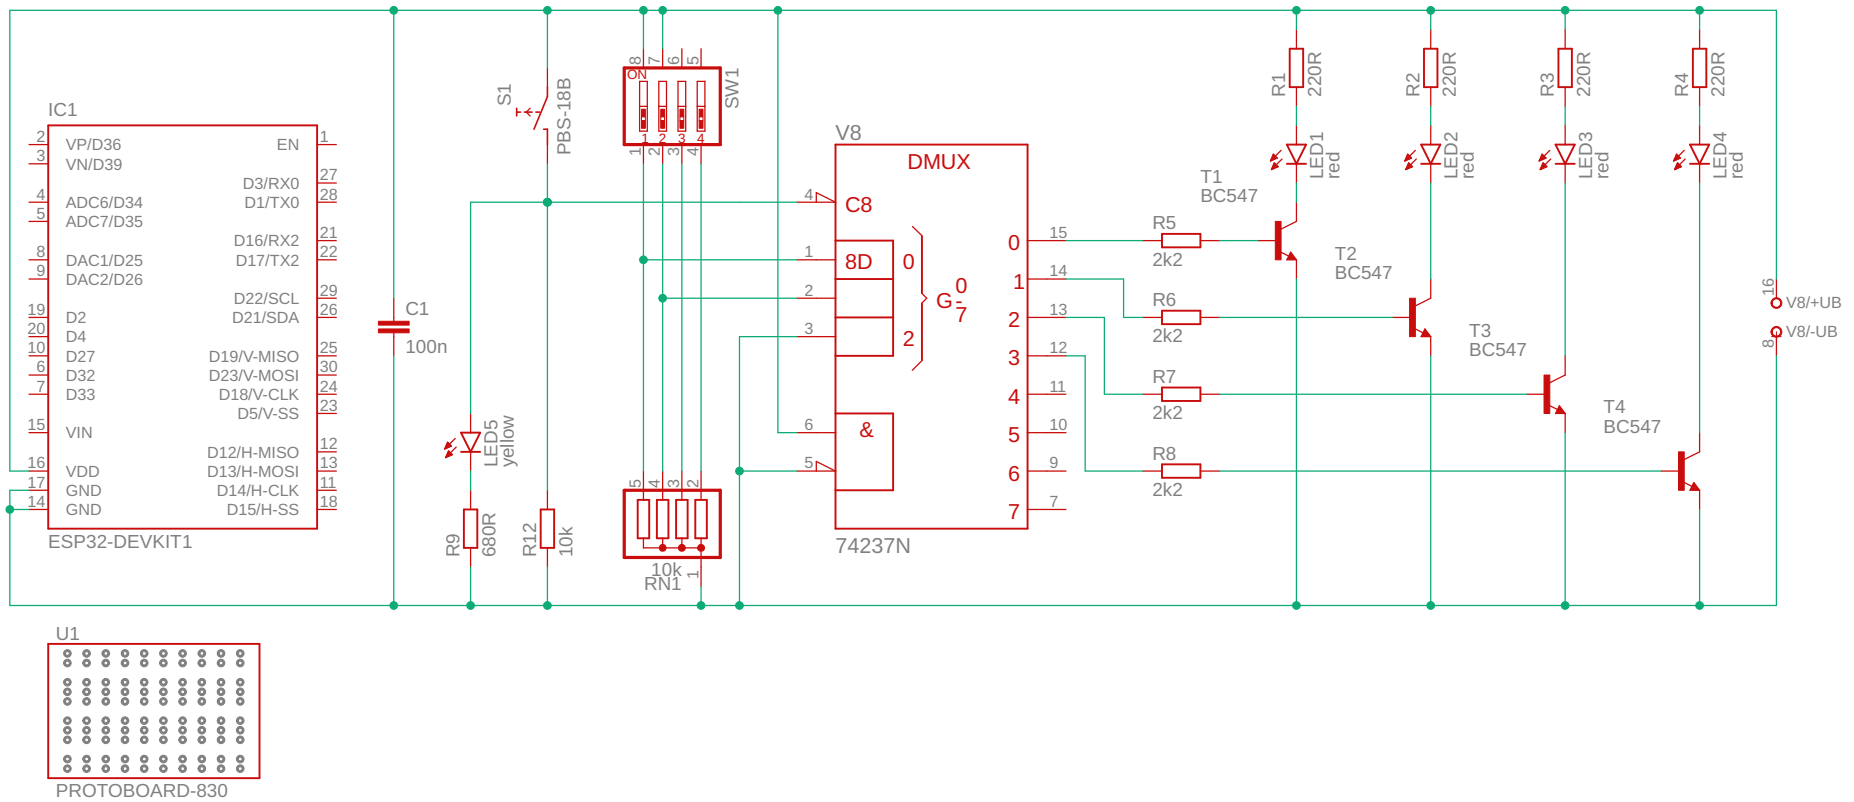 IC1
2 VP/D36 EN 1
3 VN/D39
D3/RX0 27
4 ADC6/D34 D1/TX0 28
5 ADC7/D35
D16/RX2 21
8 DAC1/D25 D17/TX2 22
9 DAC2/D26
D22/SCL 29
19 D2 D21/SDA 26
20 D4
10 D27 D19/V-MISO 25
6 D32 D23/V-MOSI 30
7 D33 D18/V-CLK 24
D5/V-SS 23
15 VIN
D12/H-MISO 12
16 VDD D13/H-MOSI 13
17 GND D14/H-CLK 11
14 GND D15/H-SS 18
ESP32-DEVKIT1
C1
100n
S1
PBS-18B
LED5
yellow
R9
680R
R12
10k
8 7 6 5
ON
1 2 3 4
1 2 3 4
SW1
5 4 3 2
10k
RN1
1
V8
DMUX
4 C8
1 8D 0
2
3 2
G 0 - 7
6 &
5
0 15
1 14
2 13
3 12
4 11
5 10
6 9
7 7
74237N
R5
2k2
R6
2k2
R7
2k2
R8
2k2
T1
BC547
T2
BC547
T3
BC547
T4
BC547
R1
220R
R2
220R
R3
220R
R4
220R
LED1
red
LED2
red
LED3
red
LED4
red
16
V8/+UB
V8/-UB
8
U1
PROTOBOARD-830